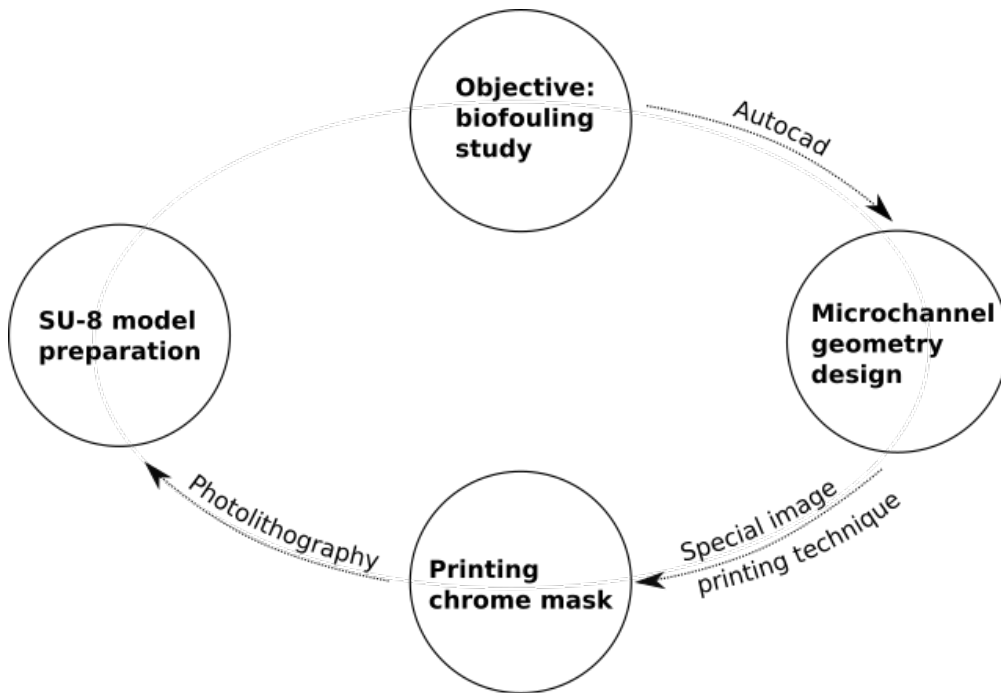 Objective:
biofouling
study
Autocad
Microchannel
geometry
design
Special image
printing technique
Printing
chrome mask
Photolithography
SU-8 model
preparation